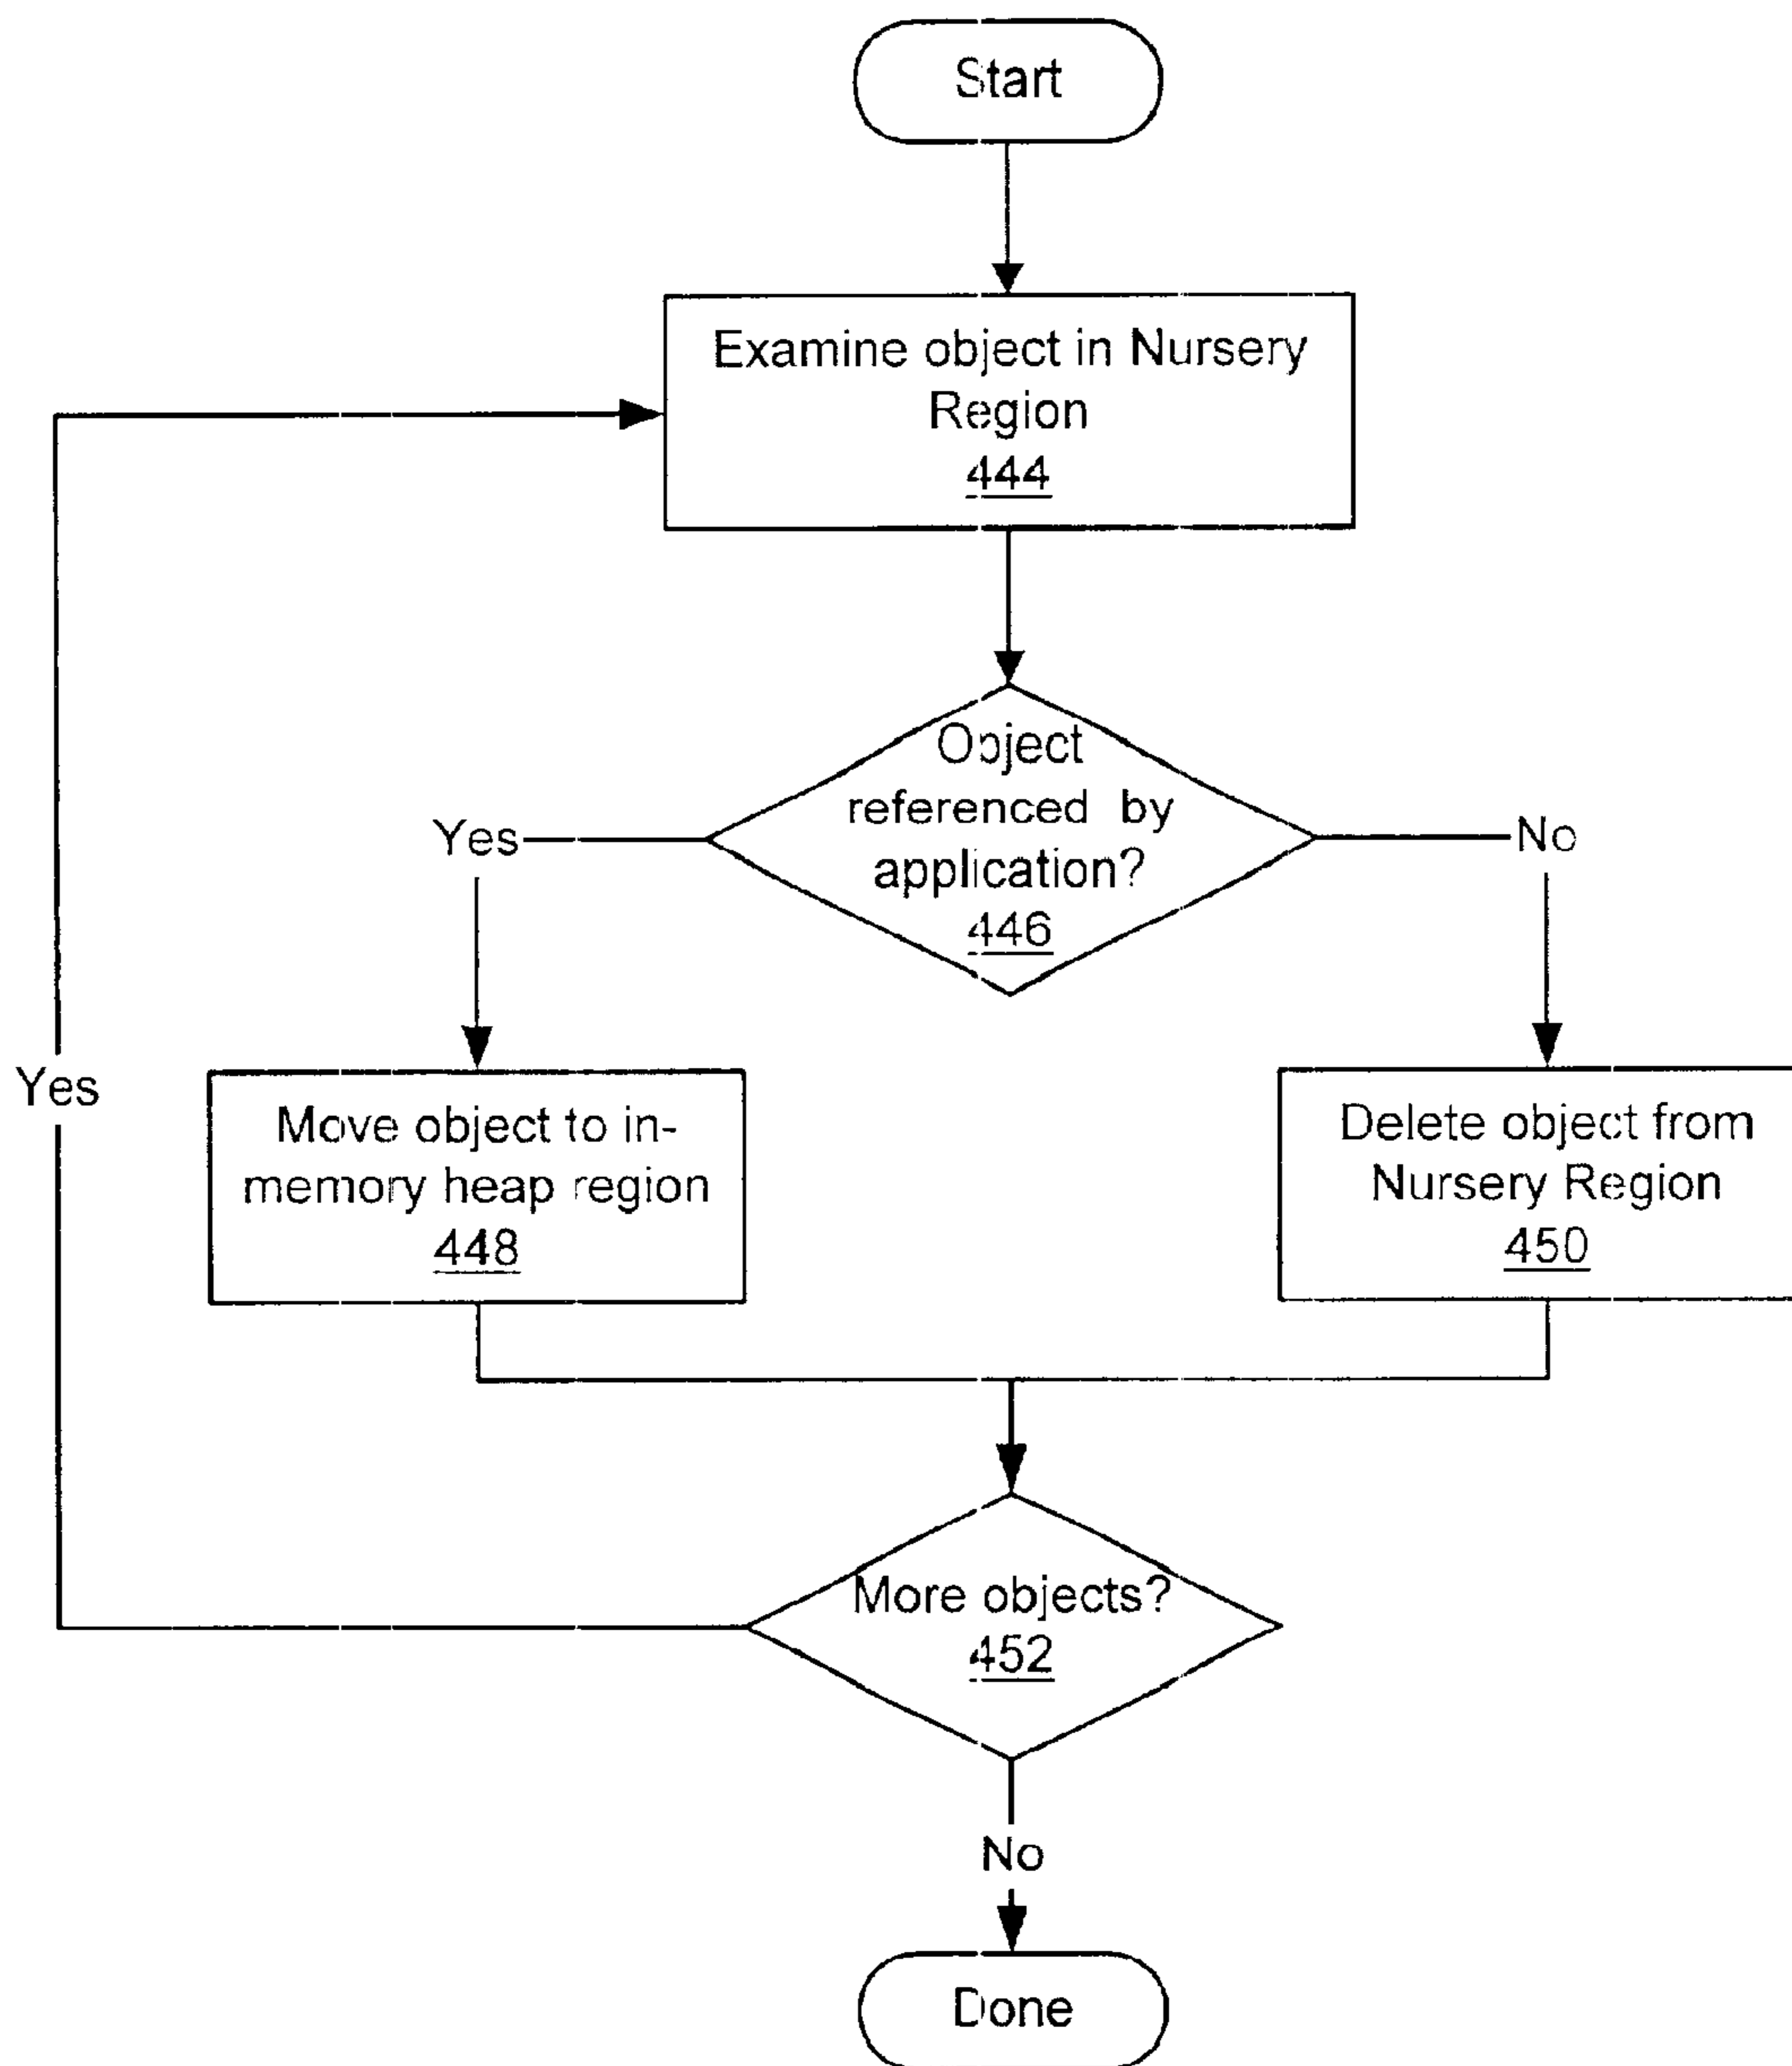 Start
Examine object in Nursery
Region
444
Object
referenced by
application?
446
Yes
No
Yes
Move object to in-
memory heap region
448
Delete object from
Nursery Region
450
More objects?
452
No
Done